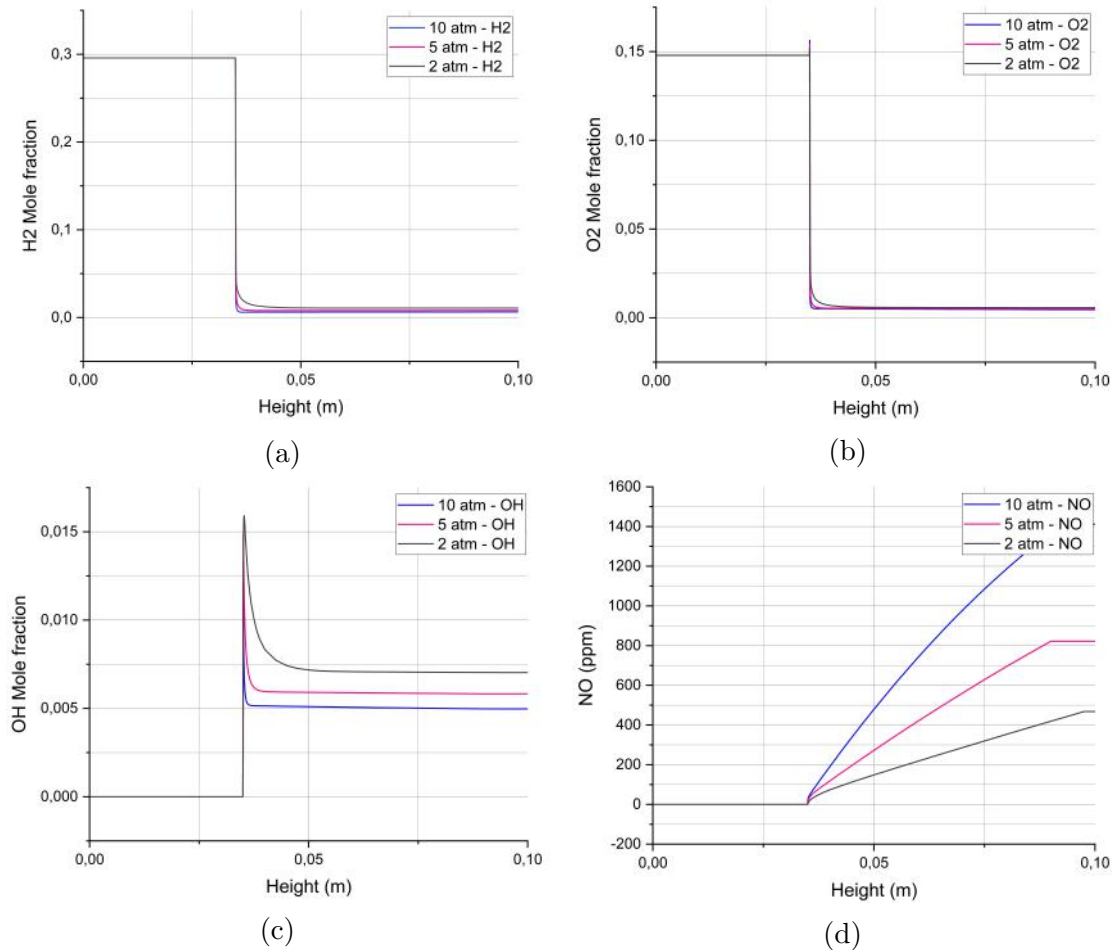 10 atm - H2
5 atm - H2
2 atm - H2
0,3
0,2
0,1
0,0
H2 Mole fraction
0,00
0,05
0,10
Height (m)
(a)
10 atm - O2
5 atm - O2
2 atm - O2
0,15
0,10
0,05
0,00
O2 Mole fraction
0,00
0,05
0,10
Height (m)
(b)
10 atm - OH
5 atm - OH
2 atm - OH
0,015
0,010
0,005
0,000
OH Mole fraction
0,00
0,05
0,10
Height (m)
(c)
1600
10 atm - NO
5 atm - NO
2 atm - NO
1400
1200
1000
800
600
400
200
0
-200
NO (ppm)
0,00
0,05
0,10
Height (m)
(d)